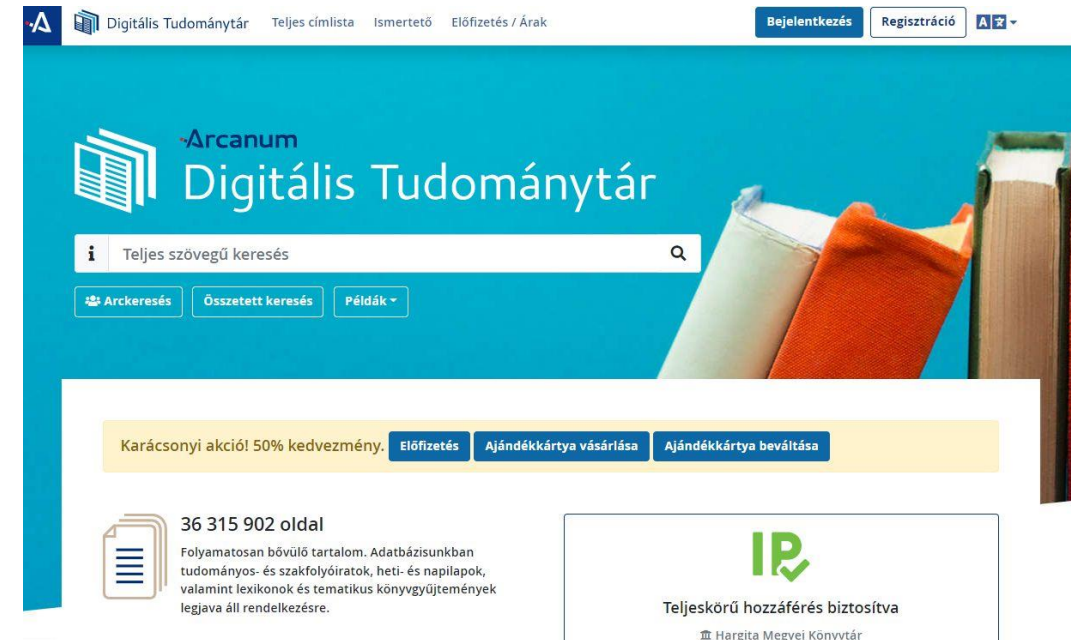 Digitális Tudománytár Teljes címlista Ismertető Előfizetés / Árak Bejelentkezés Regisztráció
Arcanum
Digitális Tudománytár
Teljes szövegű keresés
Arckeresés Összetett keresés Példák
Karácsonyi akció! 50% kedvezmény. Előfizetés Ajándékkártya vásárlása Ajándékkártya beváltása
36 315 902 oldal
Folyamatosan bővülő tartalom. Adatbázisunkban
tudományos- és szakfolyóiratok, heti- és napilapok,
valamint lexikonok és tematikus könyvgyűjtemények
legjava áll rendelkezésre.
IP
Teljeskörű hozzáférés biztosítva
Hargita Megyei Könyvtár